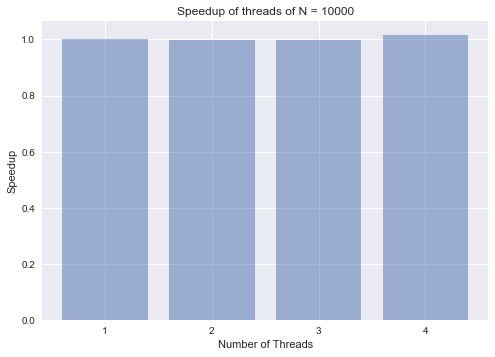 Speedup of threads of N = 10000
1.0
0.8
0.6
0.4
0.2
0.0
Speedup
1 2 3 4
Number of Threads